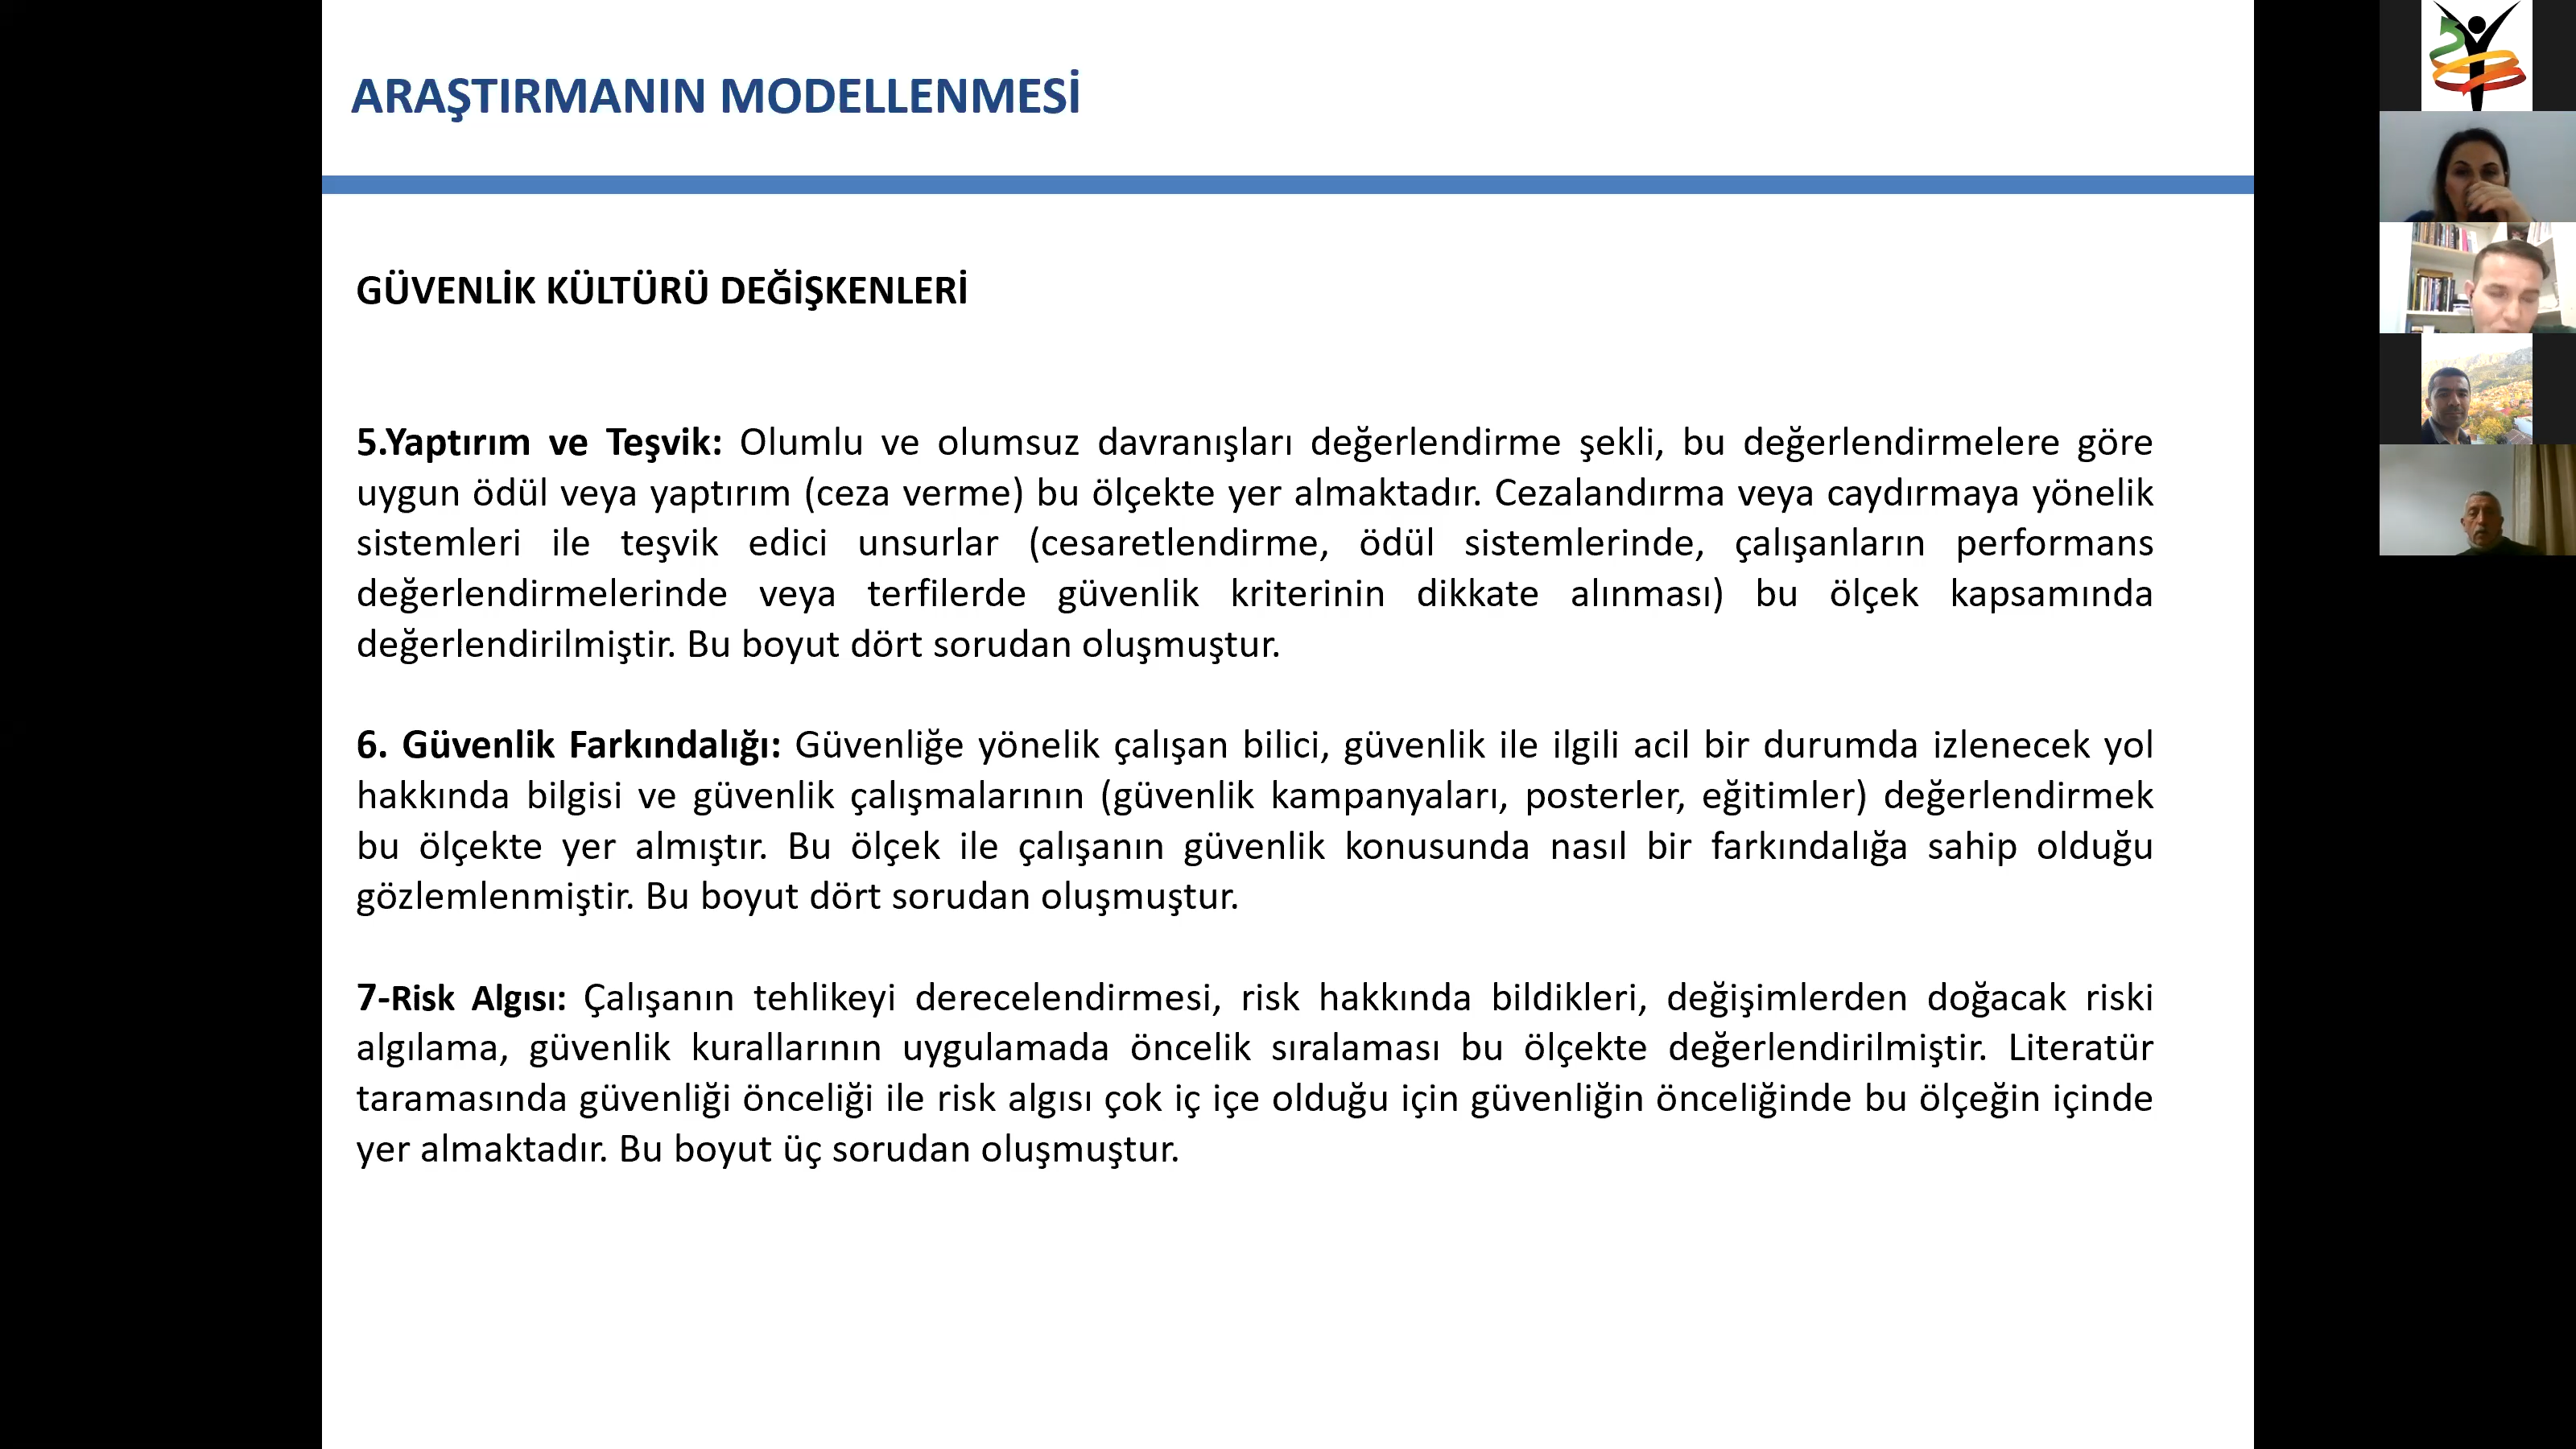 ARAŞTIRMANIN MODELLENMESİ
GÜVENLİK KÜLTÜRÜ DEĞİŞKENLERİ
5.Yaptırım ve Teşvik: Olumlu ve olumsuz davranışları değerlendirme şekli, bu değerlendirmelere göre
uygun ödül veya yaptırım (ceza verme) bu ölçekte yer almaktadır. Cezalandırma veya caydırmaya yönelik
sistemleri ile teşvik edici unsurlar (cesaretlendirme, ödül sistemlerinde, çalışanların performans
değerlendirmelerinde veya terfilerde güvenlik kriterinin dikkate alınması) bu ölçek kapsamında
değerlendirilmiştir. Bu boyut dört sorudan oluşmuştur.
6. Güvenlik Farkındalığı: Güvenliğe yönelik çalışan bilici, güvenlik ile ilgili acil bir durumda izlenecek yol
hakkında bilgisi ve güvenlik çalışmalarının (güvenlik kampanyaları, posterler, eğitimler) değerlendirmek
bu ölçekte yer almıştır. Bu ölçek ile çalışanın güvenlik konusunda nasıl bir farkındalığa sahip olduğu
gözlemlenmiştir. Bu boyut dört sorudan oluşmuştur.
7-Risk Algısı: Çalışanın tehlikeyi derecelendirmesi, risk hakkında bildikleri, değişimlerden doğacak riski
algılama, güvenlik kurallarının uygulamada öncelik sıralaması bu ölçekte değerlendirilmiştir. Literatür
taramasında güvenliği önceliği ile risk algısı çok iç içe olduğu için güvenliğin önceliğinde bu ölçeğin içinde
yer almaktadır. Bu boyut üç sorudan oluşmuştur.